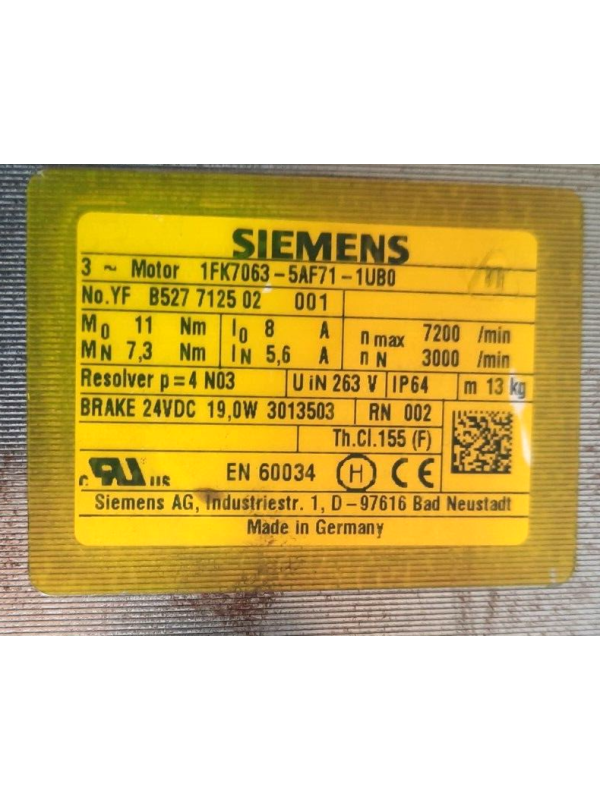 SIEMENS
3 ~ Motor 1FK7063-5AF71-1UB0
No.YF B527 7125 02 001
M0 11 Nm I0 8 A n max 7200 /min
MN 7,3 Nm IN 5,6 A n N 3000 /min
Resolver p=4 N03 U iN 263 V IP64 m 13 kg
BRAKE 24VDC 19,0W 3013503 RN 002
Th.Cl.155 (F)
c RU US EN 60034 H CE
Siemens AG, Industriestr. 1, D-97616 Bad Neustadt
Made in Germany